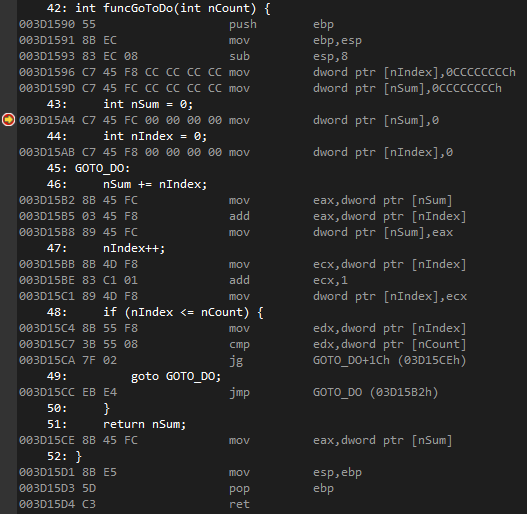 42: int funcGoToDo(int nCount) {
003D1590 55 push ebp
003D1591 8B EC mov ebp,esp
003D1593 83 EC 08 sub esp,8
003D1596 C7 45 F8 CC CC CC CC mov dword ptr [nIndex],0CCCCCCCCh
003D159D C7 45 FC CC CC CC CC mov dword ptr [nSum],0CCCCCCCCh
43: int nSum = 0;
003D15A4 C7 45 FC 00 00 00 00 mov dword ptr [nSum],0
44: int nIndex = 0;
003D15AB C7 45 F8 00 00 00 00 mov dword ptr [nIndex],0
45: GOTO_DO:
46: nSum += nIndex;
003D15B2 8B 45 FC mov eax,dword ptr [nSum]
003D15B5 03 45 F8 add eax,dword ptr [nIndex]
003D15B8 89 45 FC mov dword ptr [nSum],eax
47: nIndex++;
003D15BB 8B 4D F8 mov ecx,dword ptr [nIndex]
003D15BE 83 C1 01 add ecx,1
003D15C1 89 4D F8 mov dword ptr [nIndex],ecx
48: if (nIndex <= nCount) {
003D15C4 8B 55 F8 mov edx,dword ptr [nIndex]
003D15C7 3B 55 08 cmp edx,dword ptr [nCount]
003D15CA 7F 02 jg GOTO_DO+1Ch (03D15CEh)
49: goto GOTO_DO;
003D15CC EB E4 jmp GOTO_DO (03D15B2h)
50: }
51: return nSum;
003D15CE 8B 45 FC mov eax,dword ptr [nSum]
52: }
003D15D1 8B E5 mov esp,ebp
003D15D3 5D pop ebp
003D15D4 C3 ret